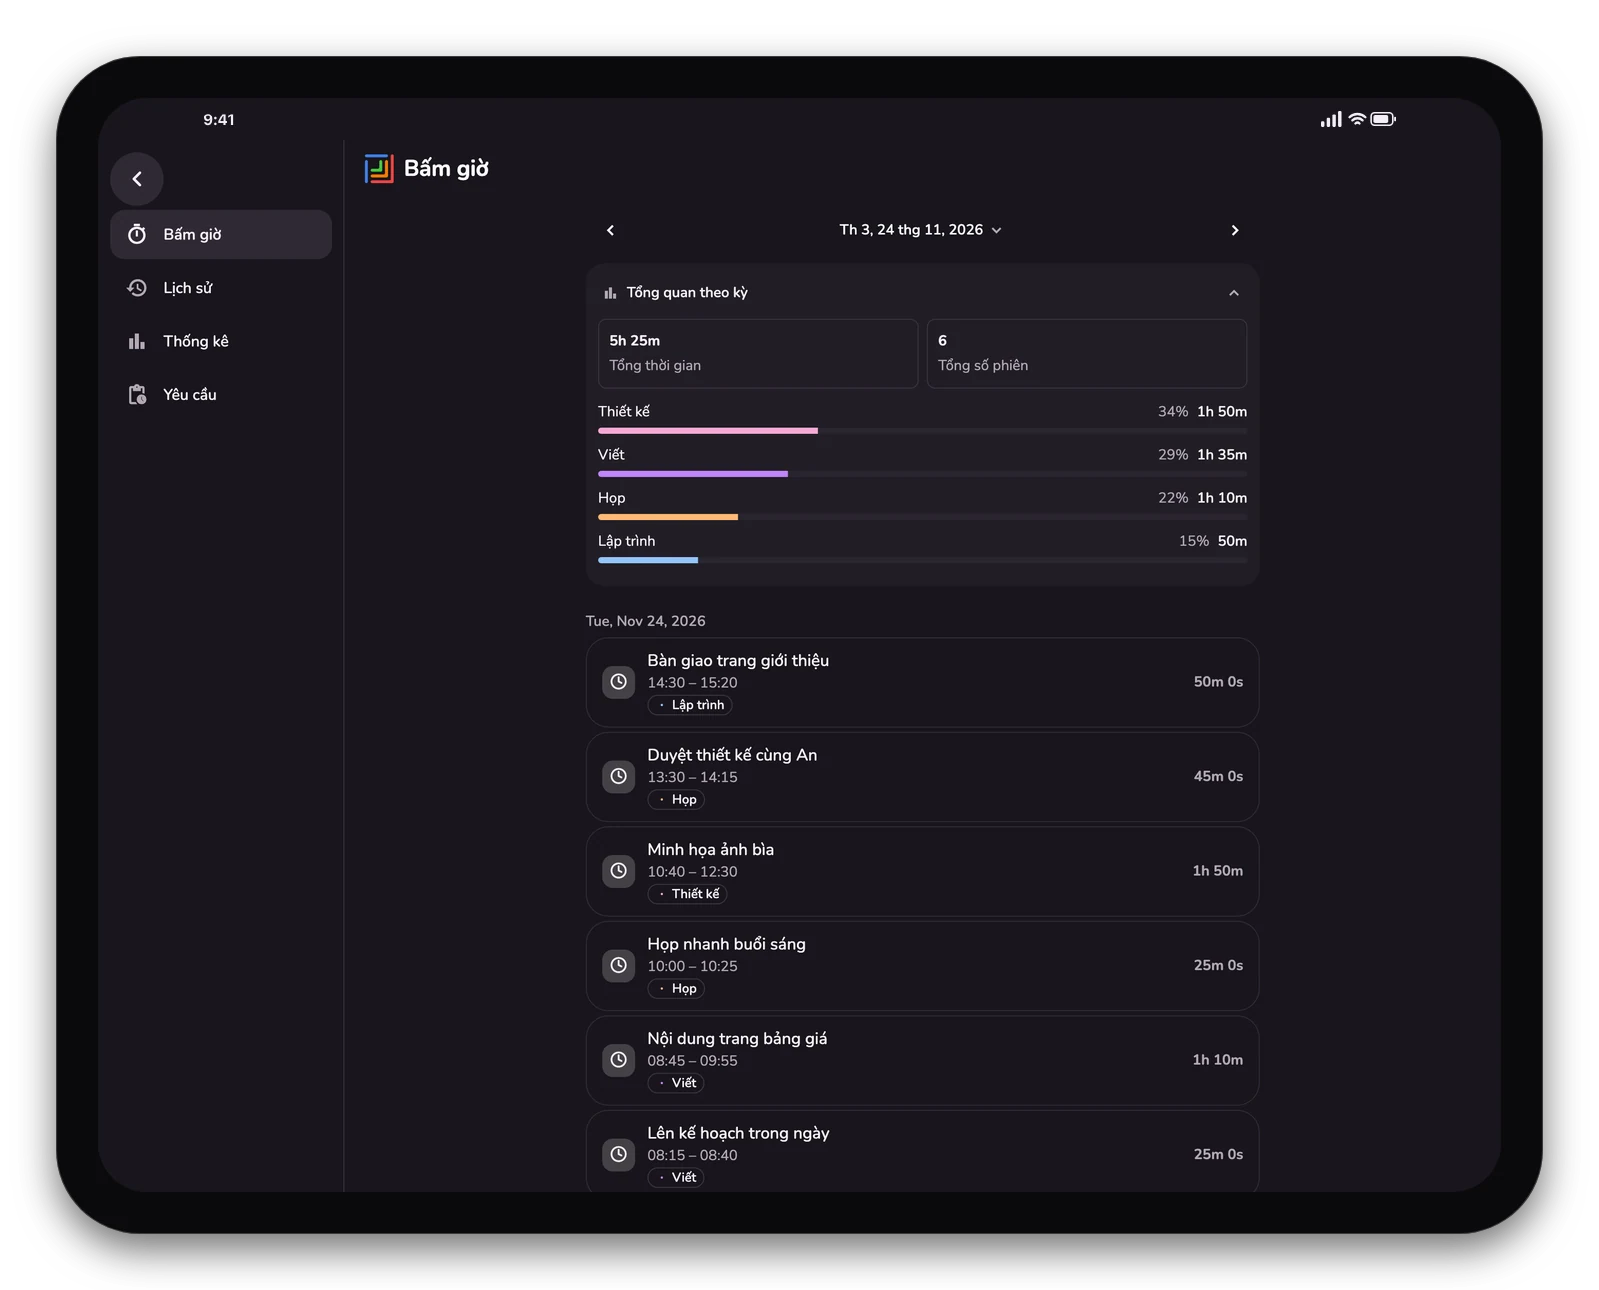 9:41
Bấm giờ
Lịch sử
Thống kê
Yêu cầu
Bấm giờ
Th 3, 24 thg 11, 2026
Tổng quan theo kỳ
5h 25m
Tổng thời gian
6
Tổng số phiên
Thiết kế 34% 1h 50m
Viết 29% 1h 35m
Họp 22% 1h 10m
Lập trình 15% 50m
Tue, Nov 24, 2026
Bàn giao trang giới thiệu
14:30 – 15:20
50m 0s
· Lập trình
Duyệt thiết kế cùng An
13:30 – 14:15
45m 0s
· Họp
Minh họa ảnh bìa
10:40 – 12:30
1h 50m
· Thiết kế
Họp nhanh buổi sáng
10:00 – 10:25
25m 0s
· Họp
Nội dung trang bảng giá
08:45 – 09:55
1h 10m
· Viết
Lên kế hoạch trong ngày
08:15 – 08:40
25m 0s
· Viết